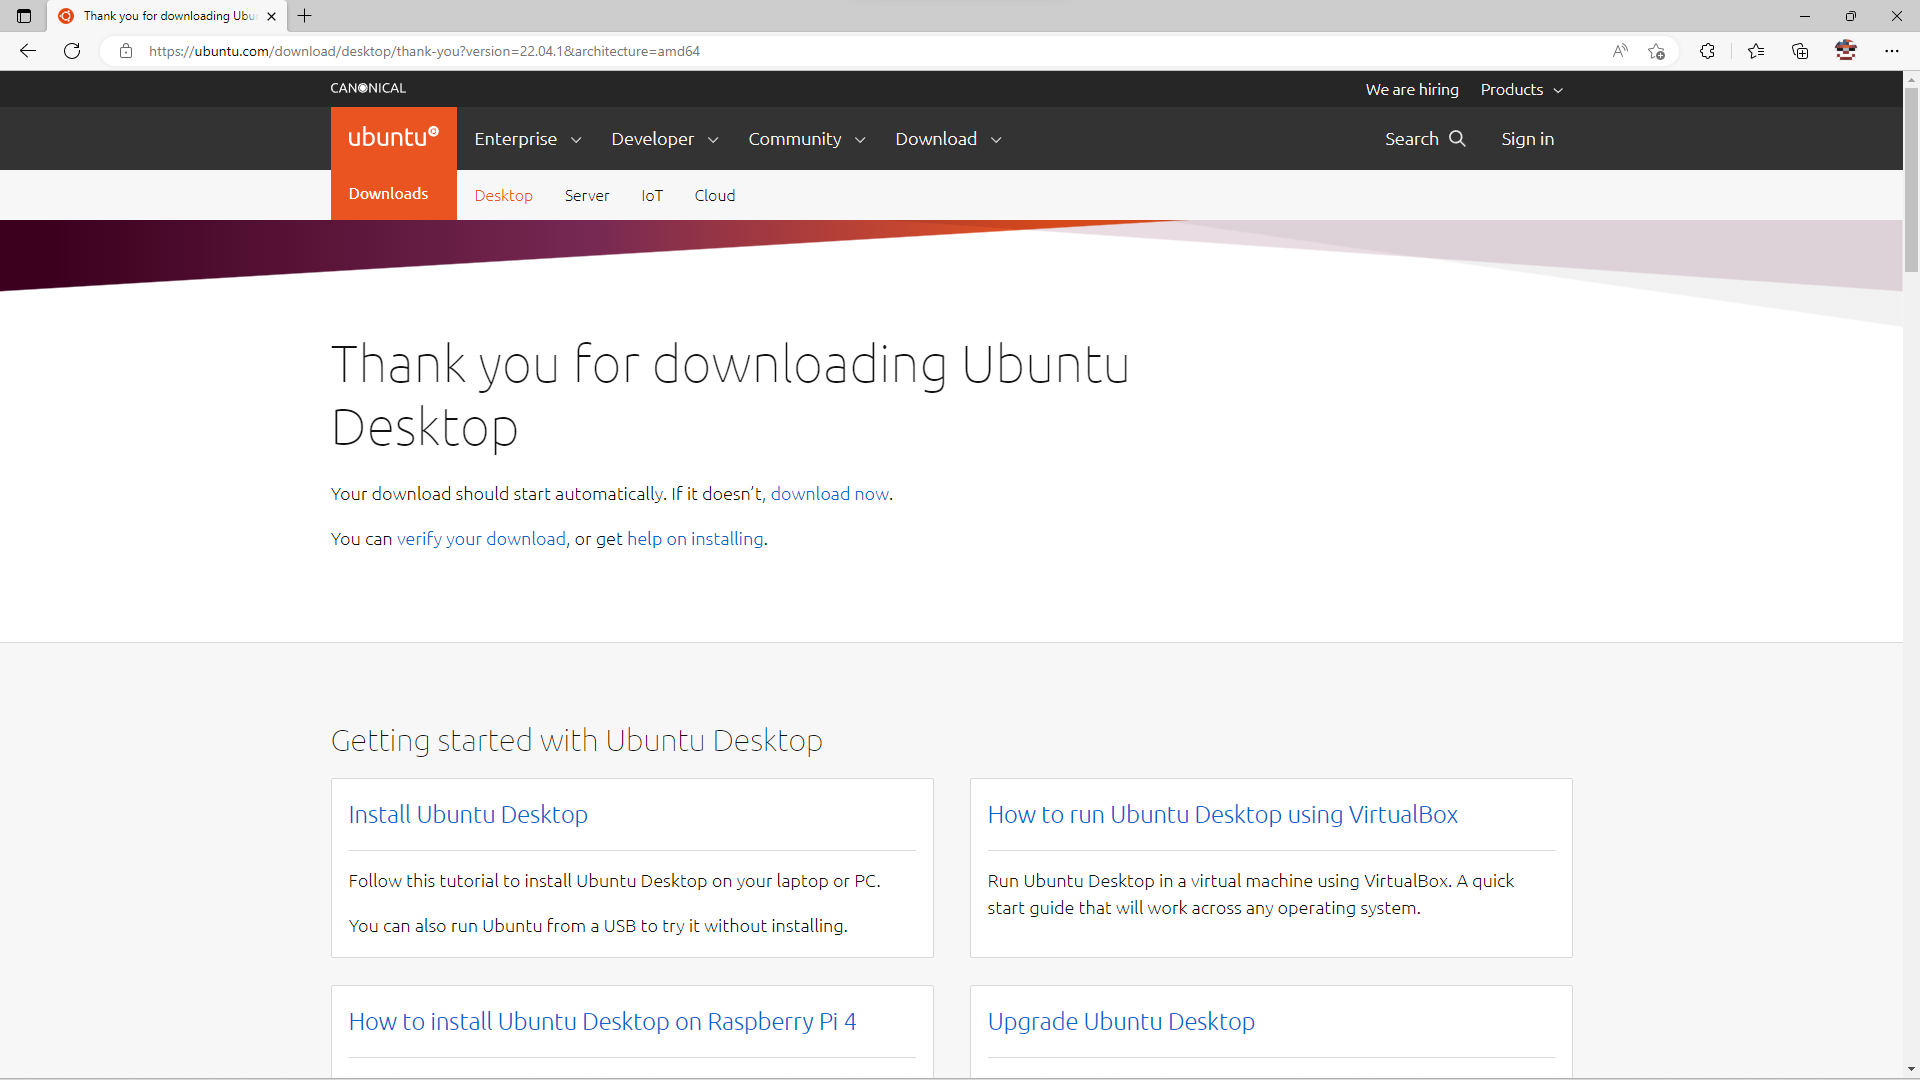 Thank you for downloading Ubu
https://ubuntu.com/download/desktop/thank-you?version=22.04.1&architecture=amd64
CANONICAL
We are hiring Products
ubuntu Enterprise Developer Community Download Search Sign in
Downloads Desktop Server IoT Cloud
Thank you for downloading Ubuntu
Desktop
Your download should start automatically. If it doesn’t, download now.
You can verify your download, or get help on installing.
Getting started with Ubuntu Desktop
Install Ubuntu Desktop
Follow this tutorial to install Ubuntu Desktop on your laptop or PC.
You can also run Ubuntu from a USB to try it without installing.
How to run Ubuntu Desktop using VirtualBox
Run Ubuntu Desktop in a virtual machine using VirtualBox. A quick
start guide that will work across any operating system.
How to install Ubuntu Desktop on Raspberry Pi 4
Upgrade Ubuntu Desktop